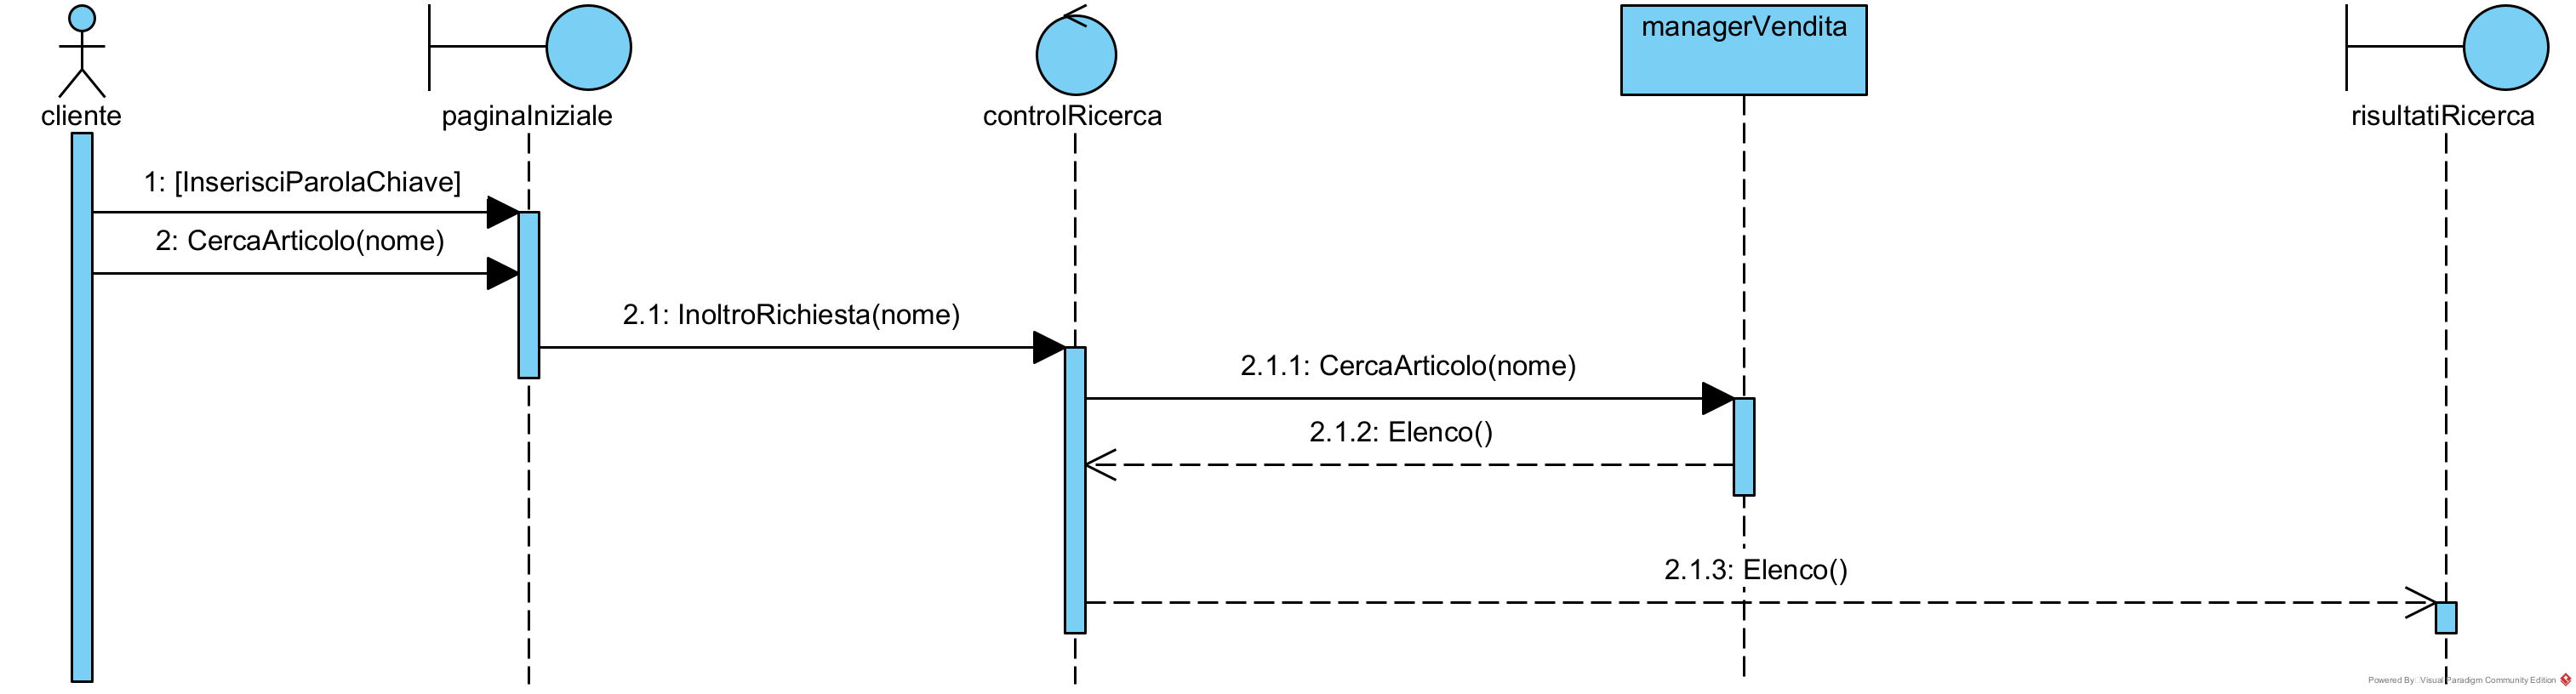 managerVendita
cliente
paginaIniziale
controlRicerca
risultatiRicerca
1: [InserisciParolaChiave]
2: CercaArticolo(nome)
2.1: InoltroRichiesta(nome)
2.1.1: CercaArticolo(nome)
2.1.2: Elenco()
2.1.3: Elenco()
Powered By Visual Paradigm Community Edition